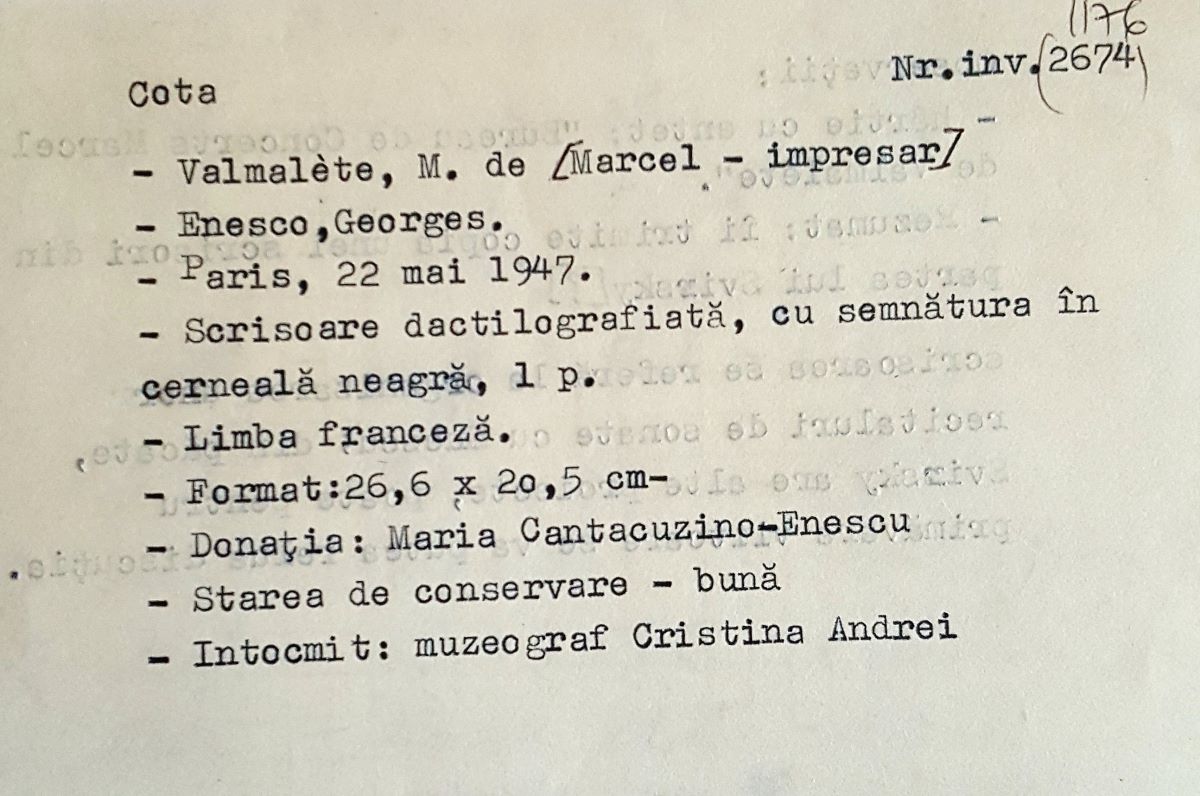 1176
Cota Nr.inv.(2674)
- Valmalète, M. de [Marcel - impresar]
- Enesco,Georges.
- Paris, 22 mai 1947.
- Scrisoare dactilografiată, cu semnătura în
cerneală neagră, 1 p.
- Limba franceză.
- Format:26,6 x 20,5 cm-
- Donaţia: Maria Cantacuzino-Enescu
- Starea de conservare - bună
- Intocmit: muzeograf Cristina Andrei